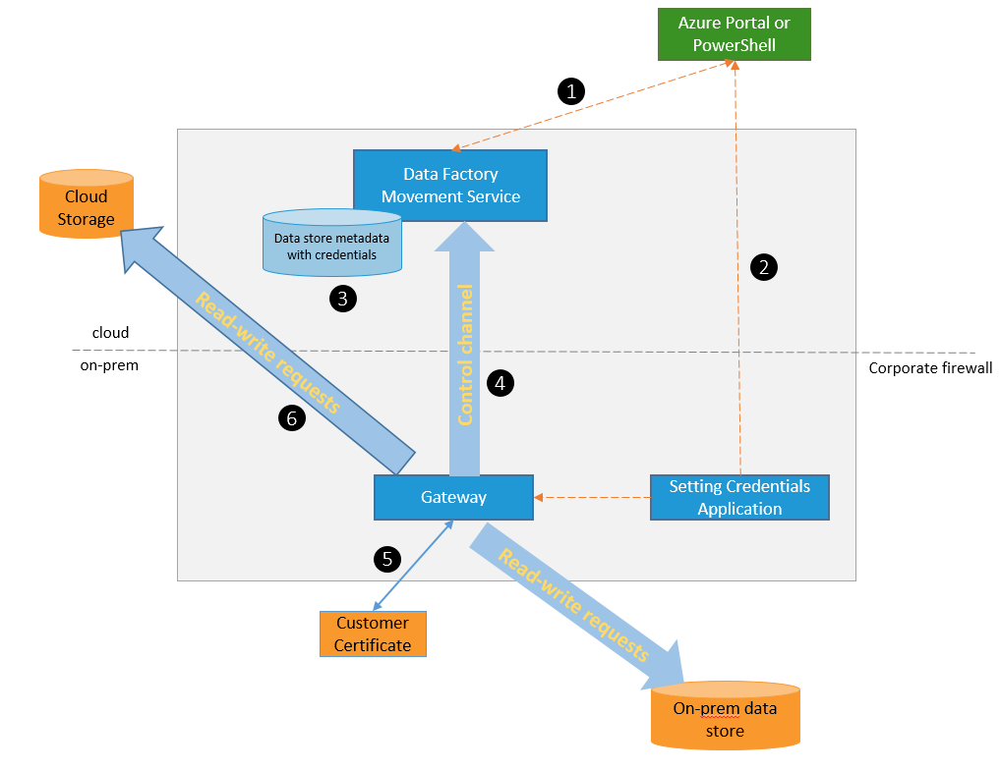 Azure Portal or
PowerShell
1
Data Factory
Movement Service
Cloud
Storage
Data store metadata
with credentials
2
3
Read-write requests
Control channel
cloud
on-prem
Corporate firewall
4
6
Gateway
Setting Credentials
Application
5
Read-write requests
Customer
Certificate
On-prem data
store